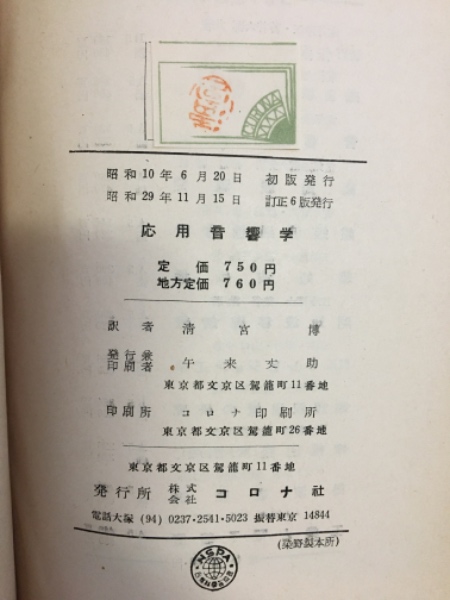 CORONA
昭和10年6月20日 初版発行
昭和29年11月15日 訂正6版発行
応用音響学
定価 750円
地方定価 760円
訳者 清宮博
発行兼印刷者 午来丈助
東京都文京区駕籠町11番地
印刷所 コロナ印刷所
東京都文京区駕籠町26番地
東京都文京区駕籠町11番地
発行所 株式会社 コロナ社
電話大塚 (94) 0237・2541・5023 振替東京 14844
(染野製本所)
NSPA